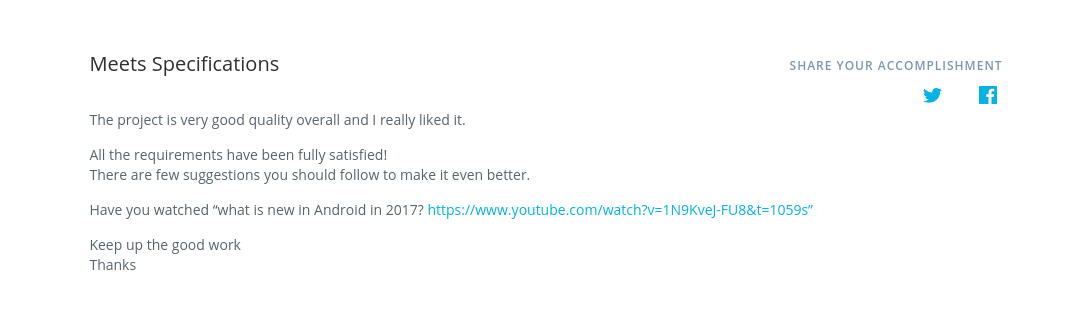 Meets Specifications
SHARE YOUR ACCOMPLISHMENT
The project is very good quality overall and I really liked it.
All the requirements have been fully satisfied!
There are few suggestions you should follow to make it even better.
Have you watched “what is new in Android in 2017? https://www.youtube.com/watch?v=1N9KveJ-FU8&t=1059s”
Keep up the good work
Thanks